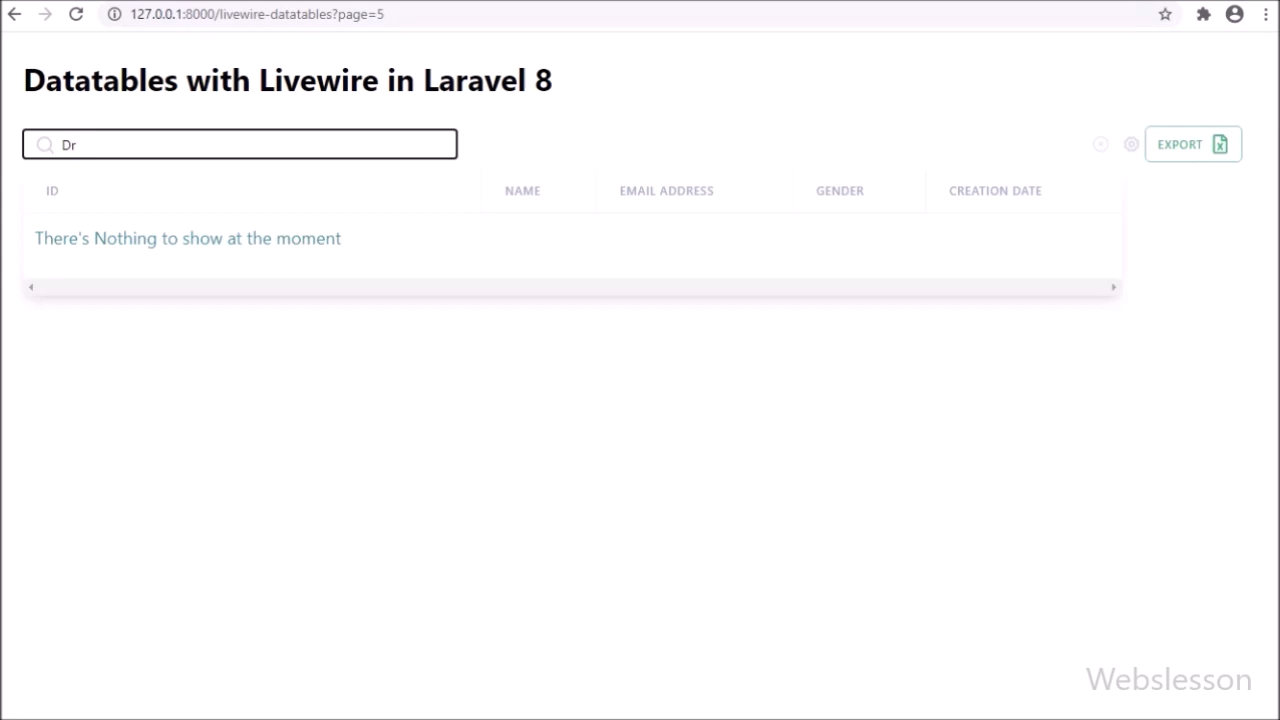 127.0.0.1:8000/livewire-datatables?page=5
Datatables with Livewire in Laravel 8
Dr
EXPORT
ID NAME EMAIL ADDRESS GENDER CREATION DATE
There's Nothing to show at the moment
Webslesson